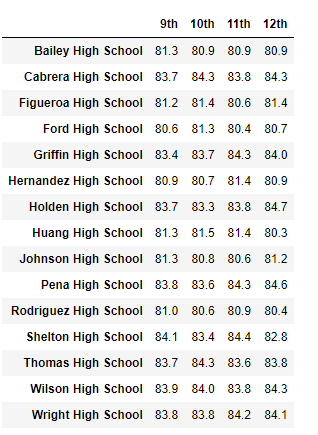 9th 10th 11th 12th
Bailey High School 81.3 80.9 80.9 80.9
Cabrera High School 83.7 84.3 83.8 84.3
Figueroa High School 81.2 81.4 80.6 81.4
Ford High School 80.6 81.3 80.4 80.7
Griffin High School 83.4 83.7 84.3 84.0
Hernandez High School 80.9 80.7 81.4 80.9
Holden High School 83.7 83.3 83.8 84.7
Huang High School 81.3 81.5 81.4 80.3
Johnson High School 81.3 80.8 80.6 81.2
Pena High School 83.8 83.6 84.3 84.6
Rodriguez High School 81.0 80.6 80.9 80.4
Shelton High School 84.1 83.4 84.4 82.8
Thomas High School 83.7 84.3 83.6 83.8
Wilson High School 83.9 84.0 83.8 84.3
Wright High School 83.8 83.8 84.2 84.1